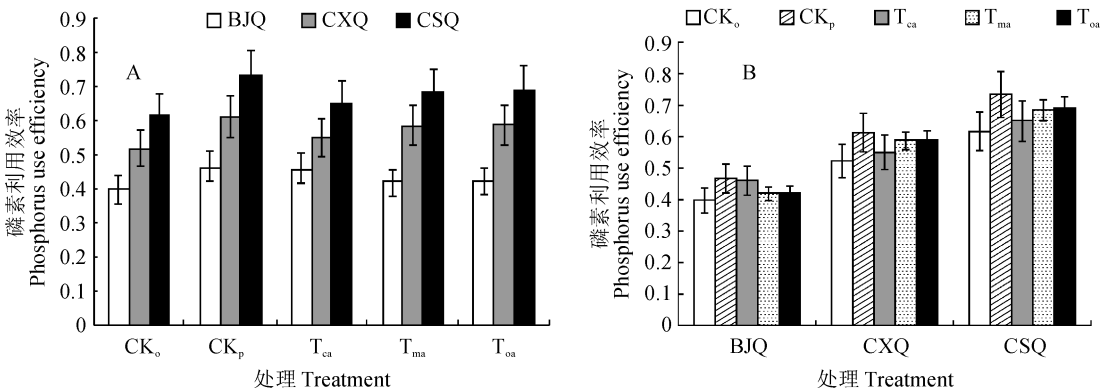 BJQ CXQ CSQ
A
0.9
0.8
0.7
0.6
0.5
0.4
0.3
0.2
0.1
0
磷素利用效率
Phosphorus use efficiency
CKo CKp Tca Tma Toa
处理 Treatment
CKo CKp Tca Tma Toa
B
0.9
0.8
0.7
0.6
0.5
0.4
0.3
0.2
0.1
0
磷素利用效率
Phosphorus use efficiency
BJQ CXQ CSQ
处理 Treatment